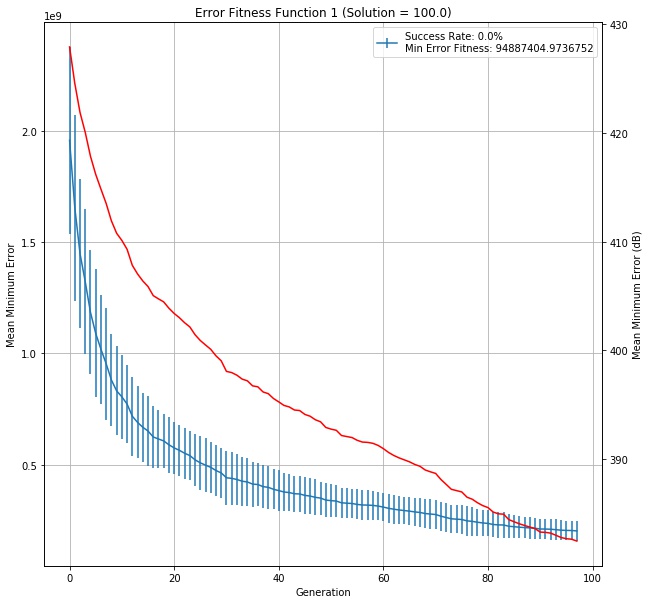 Error Fitness Function 1 (Solution = 100.0)
1e9
Success Rate: 0.0%
Min Error Fitness: 94887404.9736752
430
420
410
400
390
2.0
1.5
1.0
0.5
Mean Minimum Error
Mean Minimum Error (dB)
0
20
40
60
80
100
Generation